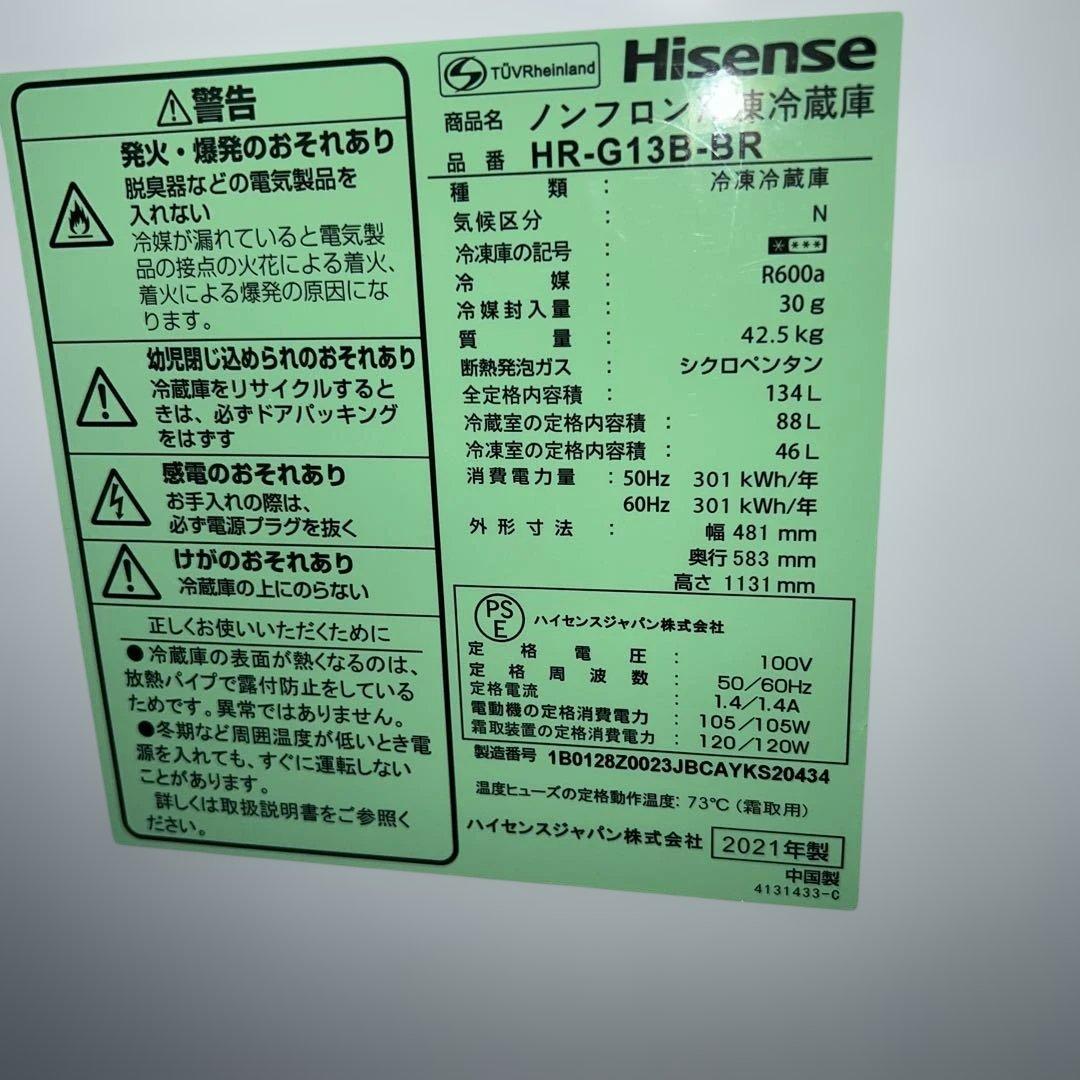 警告
発火・爆発のおそれあり
脱臭器などの電気製品を
入れない
冷媒が漏れていると電気製
品の接点の火花による着火、
着火による爆発の原因にな
ります。
幼児閉じ込められのおそれあり
冷蔵庫をリサイクルすると
きは、必ずドアパッキング
をはずす
感電のおそれあり
お手入れの際は、
必ず電源プラグを抜く
けがのおそれあり
冷蔵庫の上にのらない
正しくお使いいただくために
●冷蔵庫の表面が熱くなるのは、
放熱パイプで露付防止をしている
ためです。異常ではありません。
●冬期など周囲温度が低いとき電
源を入れても、すぐに運転しない
ことがあります。
詳しくは取扱説明書をご参照く
ださい。
TÜVRheinland Hisense
商品名 ノンフロン冷凍冷蔵庫
品番 HR-G13B-BR
種類 : 冷凍冷蔵庫
気候区分 : N
冷凍庫の記号 : * ***
冷媒 : R600a
冷媒封入量 : 30g
質量 : 42.5kg
断熱発泡ガス : シクロペンタン
全定格内容積 : 134L
冷蔵室の定格内容積 : 88L
冷凍室の定格内容積 : 46L
消費電力量 : 50Hz 301 kWh/年
60Hz 301 kWh/年
外形寸法 : 幅 481 mm
奥行 583 mm
高さ 1131 mm
PSE ハイセンスジャパン株式会社
定格電圧 : 100V
定格周波数 : 50/60Hz
定格電流 : 1.4/1.4A
電動機の定格消費電力 : 105/105W
霜取装置の定格消費電力 : 120/120W
製造番号 1B0128Z0023JBCAYKS20434
温度ヒューズの定格動作温度: 73℃(霜取用)
ハイセンスジャパン株式会社 2021年製
中国製
4131433-C